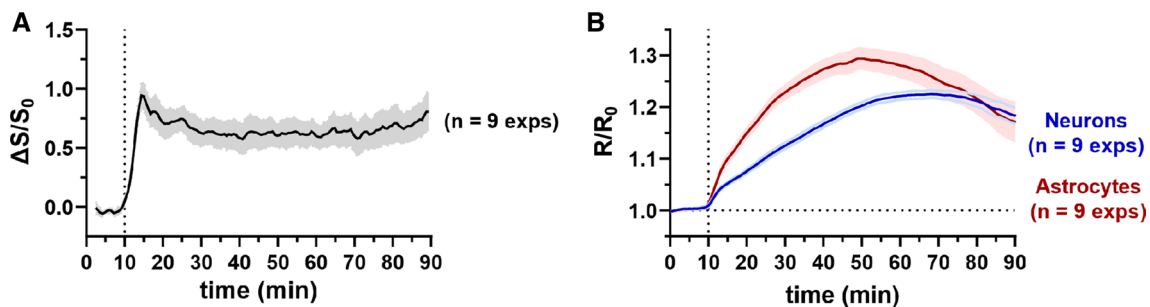 A
ΔS/S0
1.5
1.0
0.5
0.0
0 10 20 30 40 50 60 70 80 90
time (min)
(n = 9 exps)
B
R/R0
1.3
1.2
1.1
1.0
0 10 20 30 40 50 60 70 80 90
time (min)
Neurons
(n = 9 exps)
Astrocytes
(n = 9 exps)